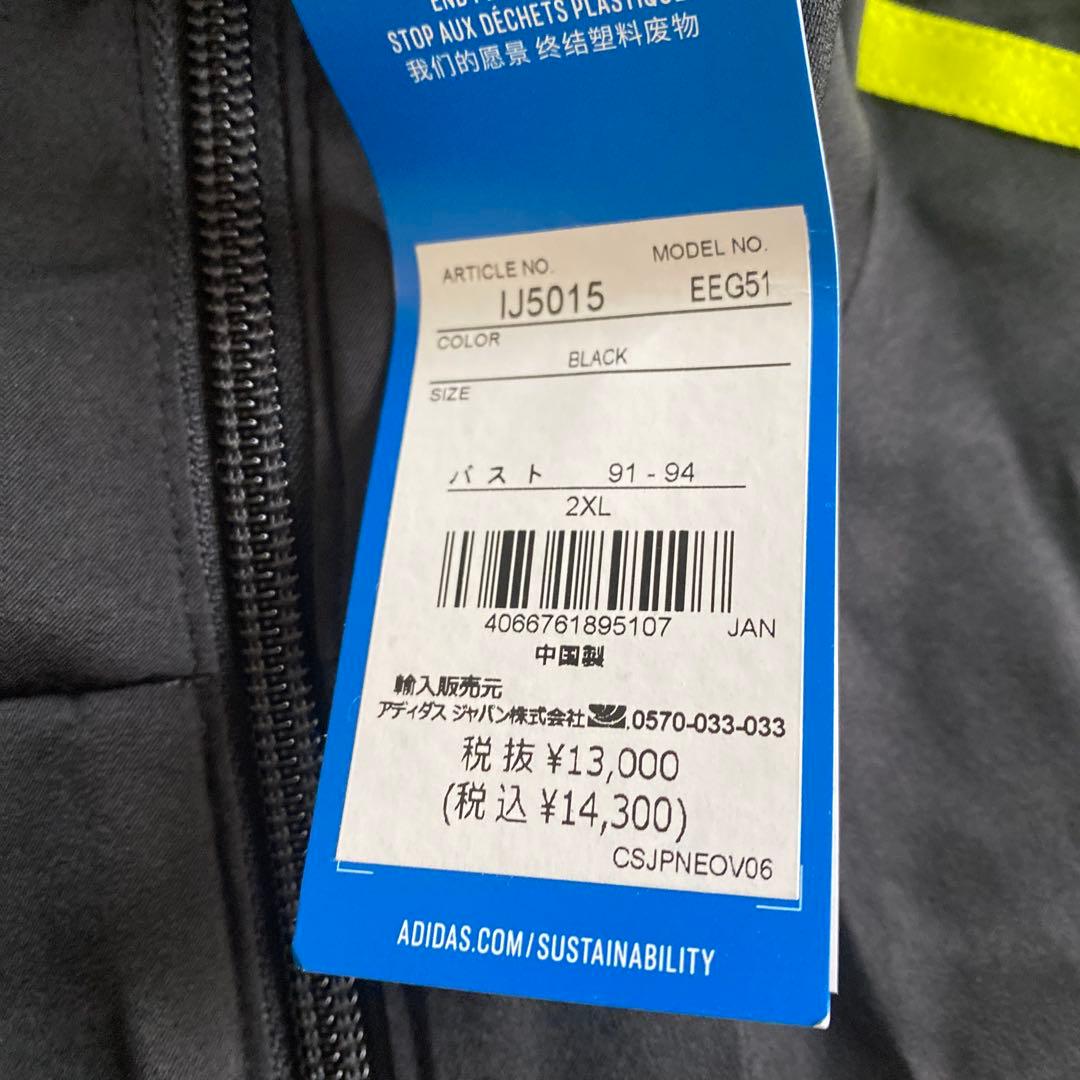 STOP AUX DÉCHETS PLASTIQUE
我们的愿景 终结塑料废物
ARTICLE NO. MODEL NO.
IJ5015 EEG51
COLOR
BLACK
SIZE
バスト 91 - 94
2XL
4066761895107 JAN
中国製
輸入販売元
アディダス ジャパン株式会社 0570-033-033
税抜 ¥13,000
(税込 ¥14,300)
CSJPNEOV06
ADIDAS.COM/SUSTAINABILITY